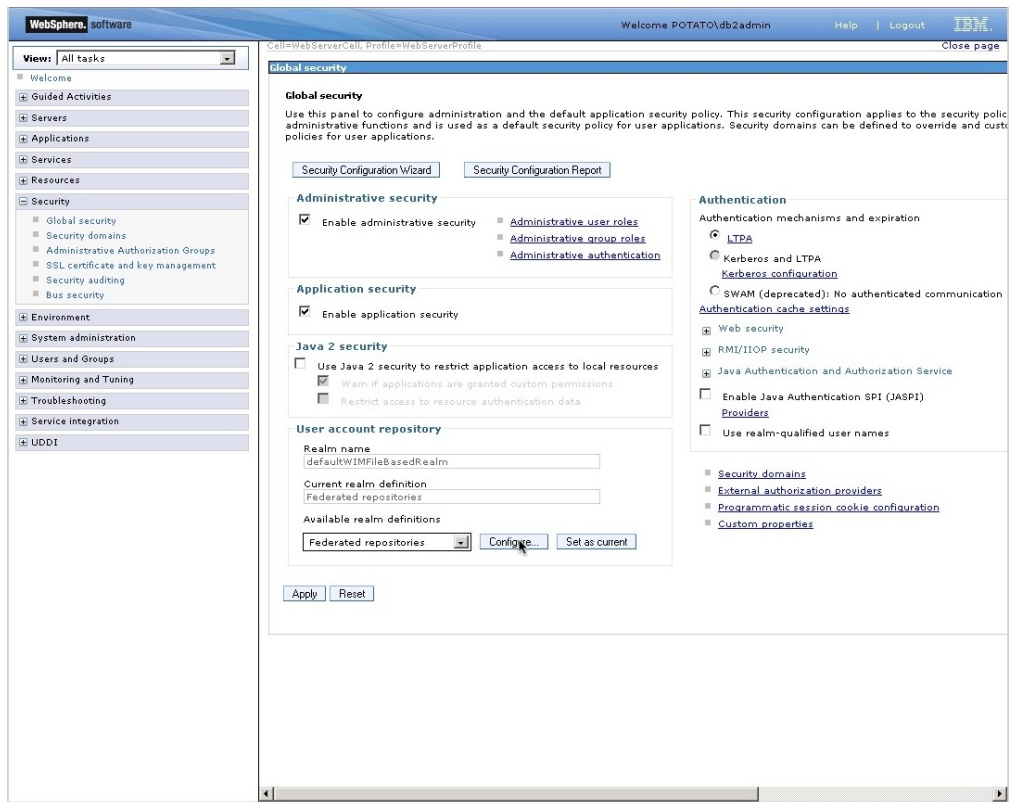 WebSphere. software
Welcome POTATO\db2admin
Help | Logout
IBM.
Cell=WebServerCell, Profile=WebServerProfile
Close page
View: All tasks
Welcome
Guided Activities
Servers
Applications
Services
Resources
Security
Global security
Security domains
Administrative Authorization Groups
SSL certificate and key management
Security auditing
Bus security
Environment
System administration
Users and Groups
Monitoring and Tuning
Troubleshooting
Service integration
UDDI
Global security
Global security
Use this panel to configure administration and the default application security policy. This security configuration applies to the security polic
administrative functions and is used as a default security policy for user applications. Security domains can be defined to override and custo
policies for user applications.
Security Configuration Wizard
Security Configuration Report
Administrative security
Enable administrative security
Administrative user roles
Administrative group roles
Administrative authentication
Application security
Enable application security
Java 2 security
Use Java 2 security to restrict application access to local resources
Warn if applications are granted custom permissions
Restrict access to resource authentication data
User account repository
Realm name
defaultWIMFileBasedRealm
Current realm definition
Federated repositories
Available realm definitions
Federated repositories
Configure...
Set as current
Apply
Reset
Authentication
Authentication mechanisms and expiration
LTPA
Kerberos and LTPA
Kerberos configuration
SWAM (deprecated): No authenticated communication
Authentication cache settings
Web security
RMI/IIOP security
Java Authentication and Authorization Service
Enable Java Authentication SPI (JASPI)
Providers
Use realm-qualified user names
Security domains
External authorization providers
Programmatic session cookie configuration
Custom properties